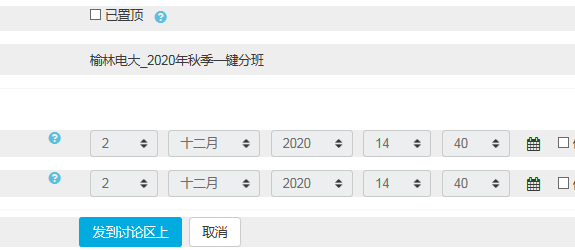 已置顶
榆林电大_2020年秋季一键分班
2 十二月 2020 14 40
2 十二月 2020 14 40
发到讨论区上 取消